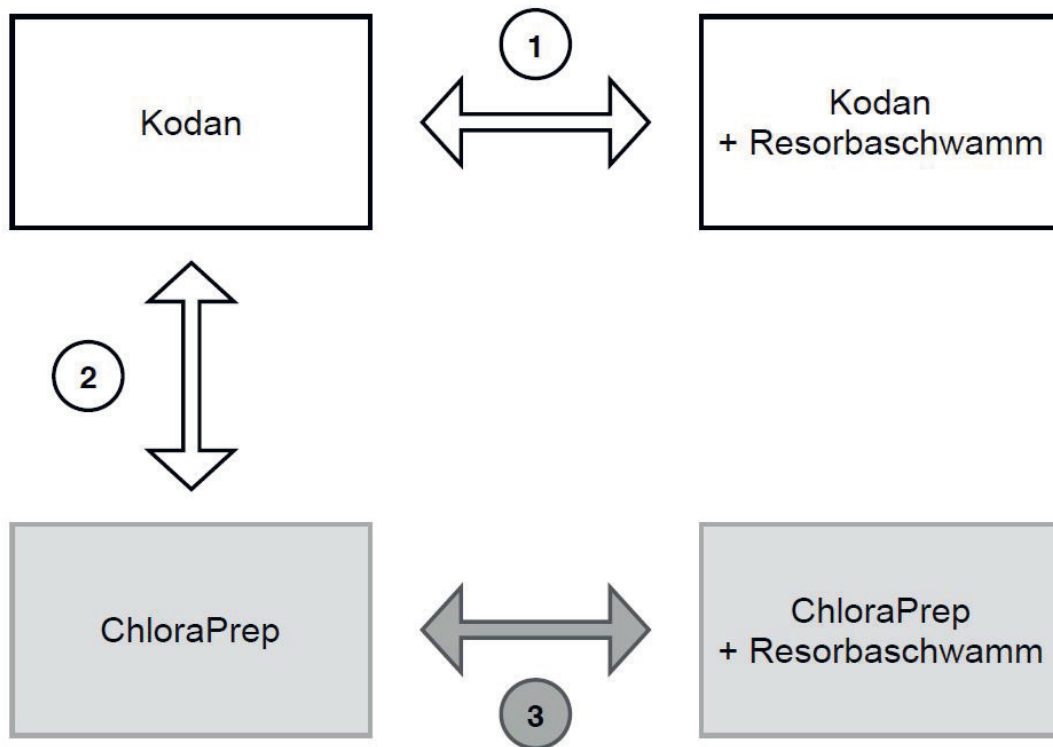 1
Kodan
Kodan
+ Resorbaschwamm
2
ChloraPrep
ChloraPrep
+ Resorbaschwamm
3